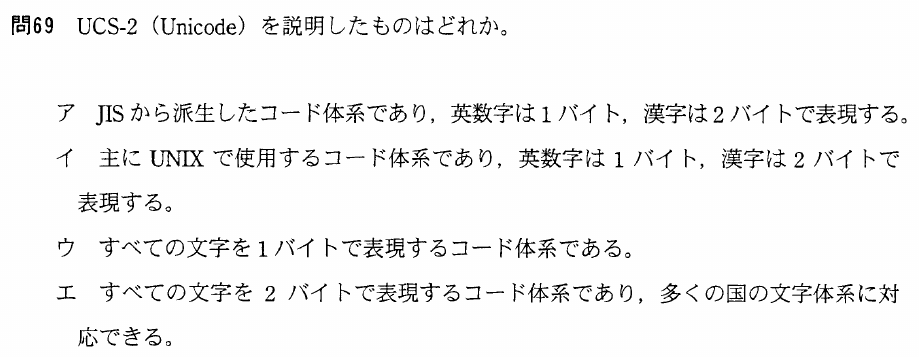 問69 UCS-2（Unicode）を説明したものはどれか。
ア JISから派生したコード体系であり，英数字は1バイト，漢字は2バイトで表現する。
イ 主にUNIXで使用するコード体系であり，英数字は1バイト，漢字は2バイトで
表現する。
ウ すべての文字を1バイトで表現するコード体系である。
エ すべての文字を2バイトで表現するコード体系であり，多くの国の文字体系に対
応できる。